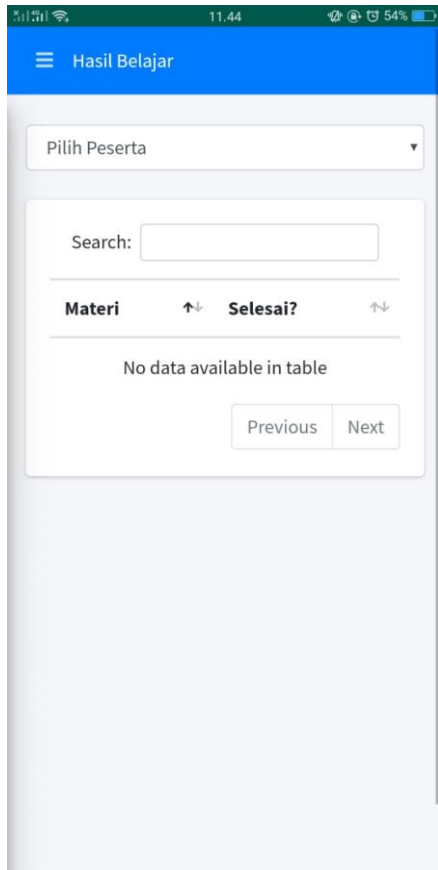 11.44
54%
Hasil Belajar
Pilih Peserta
Search:
Materi Selesai?
No data available in table
Previous Next